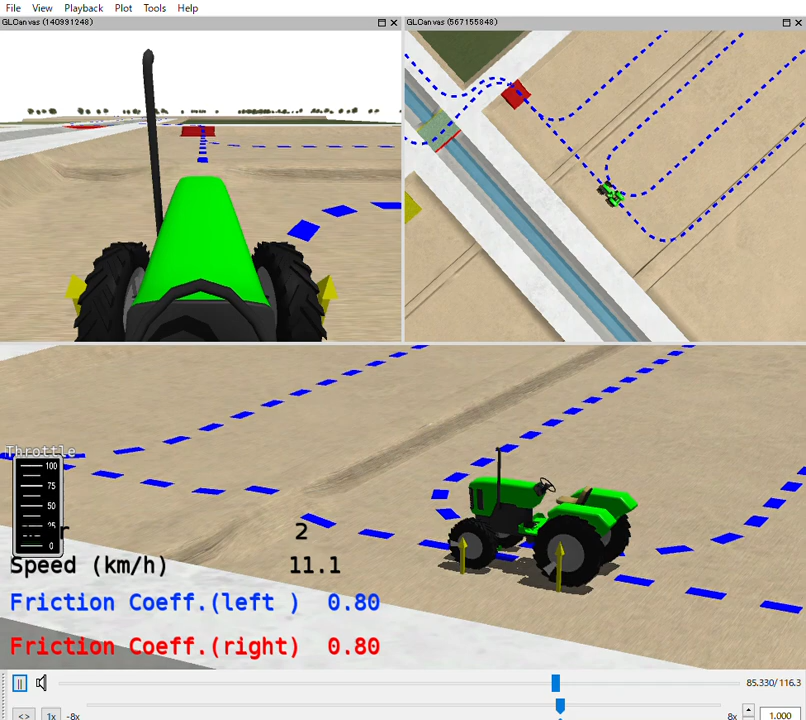 File View Playback Plot Tools Help
GLCanvas (140991248)
GLCanvas (567155848)
Throttle
100
75
50
25
0
r 2
Speed (km/h) 11.1
Friction Coeff.(left ) 0.80
Friction Coeff.(right) 0.80
85.330/ 116.3
<> 1x -8x 8x 1.000